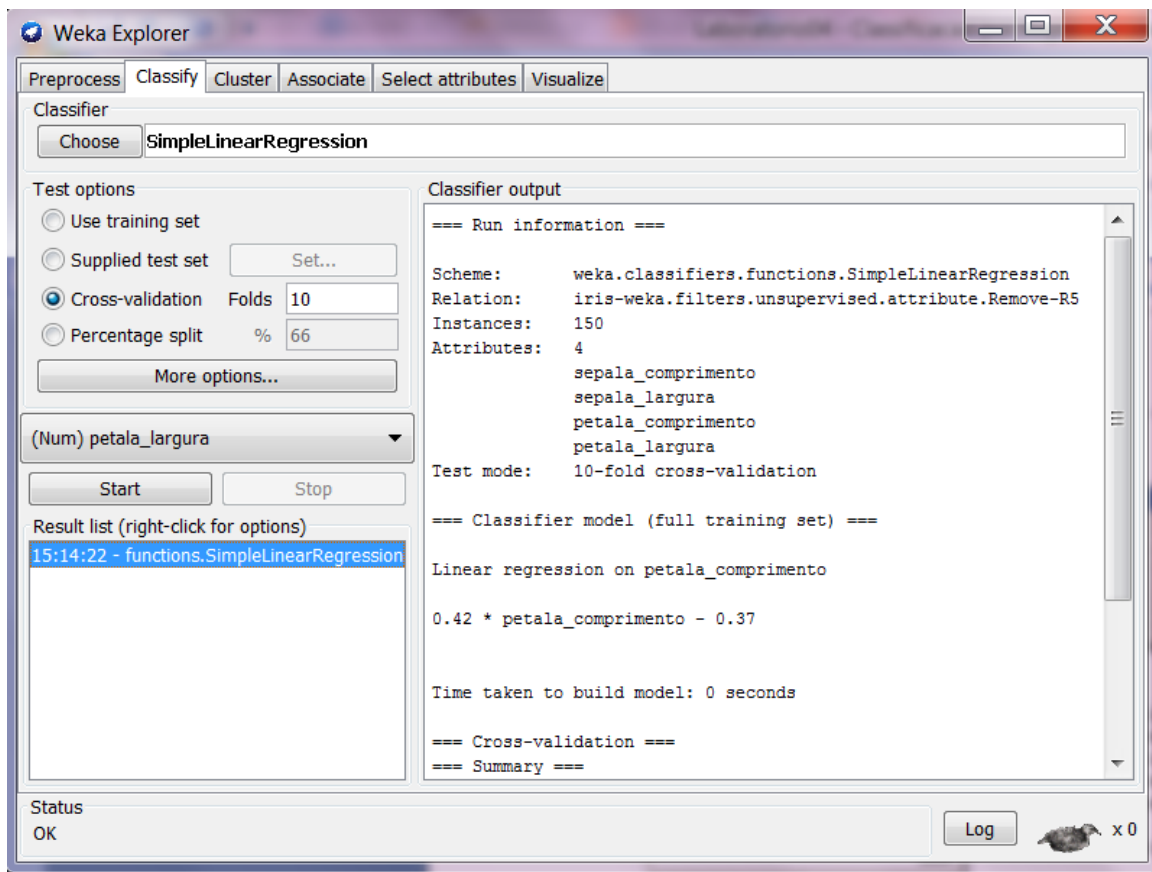 Weka Explorer
Preprocess Classify Cluster Associate Select attributes Visualize
Classifier
Choose SimpleLinearRegression
Test options
Use training set
Supplied test set Set...
Cross-validation Folds 10
Percentage split % 66
More options...
(Num) petala_largura
Start Stop
Result list (right-click for options)
15:14:22 - functions.SimpleLinearRegression
Classifier output
=== Run information ===
Scheme: weka.classifiers.functions.SimpleLinearRegression
Relation: iris-weka.filters.unsupervised.attribute.Remove-R5
Instances: 150
Attributes: 4
sepala_comprimento
sepala_largura
petala_comprimento
petala_largura
Test mode: 10-fold cross-validation
=== Classifier model (full training set) ===
Linear regression on petala_comprimento
0.42 * petala_comprimento - 0.37
Time taken to build model: 0 seconds
=== Cross-validation ===
=== Summary ===
Status
OK
Log x 0